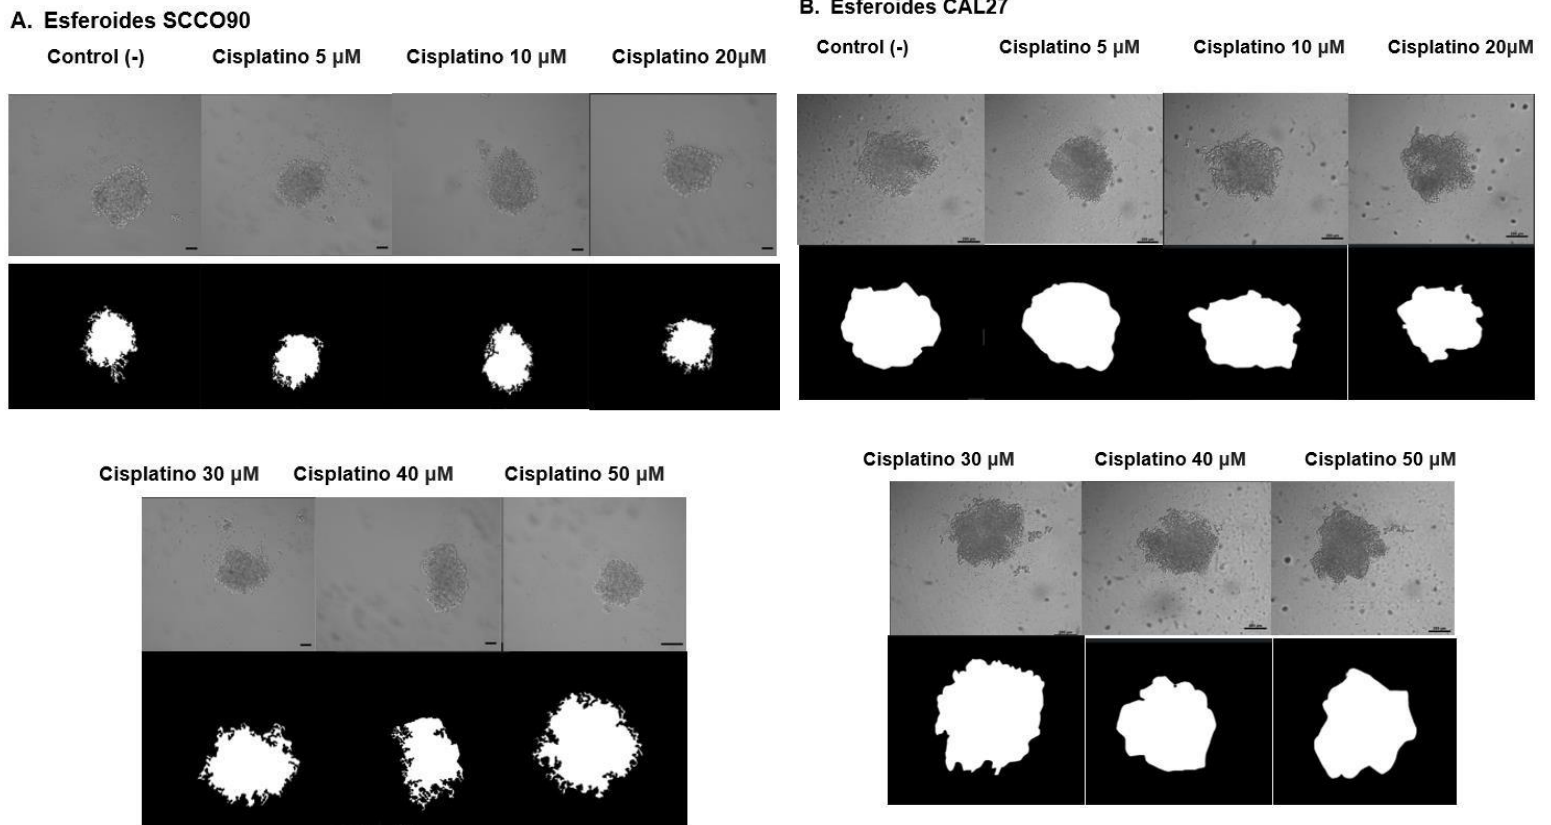 A. Esferoides SCCO90
Control (-) Cisplatino 5 µM Cisplatino 10 µM Cisplatino 20µM
Cisplatino 30 µM Cisplatino 40 µM Cisplatino 50 µM
B. Esferoides CAL27
Control (-) Cisplatino 5 µM Cisplatino 10 µM Cisplatino 20µM
Cisplatino 30 µM Cisplatino 40 µM Cisplatino 50 µM